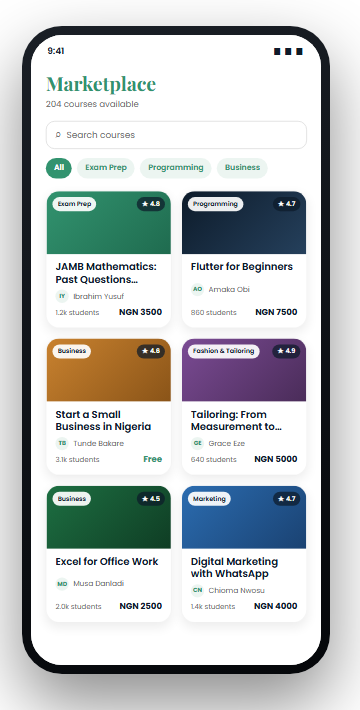 9:41
Marketplace
204 courses available
Search courses
All Exam Prep Programming Business
Exam Prep ★ 4.8
JAMB Mathematics:
Past Questions…
IY Ibrahim Yusuf
1.2k students NGN 3500
Programming ★ 4.7
Flutter for Beginners
AO Amaka Obi
860 students NGN 7500
Business ★ 4.6
Start a Small
Business in Nigeria
TB Tunde Bakare
3.1k students Free
Fashion & Tailoring ★ 4.9
Tailoring: From
Measurement to…
GE Grace Eze
640 students NGN 5000
Business ★ 4.5
Excel for Office Work
MD Musa Danladi
2.0k students NGN 2500
Marketing ★ 4.7
Digital Marketing
with WhatsApp
CN Chioma Nwosu
1.4k students NGN 4000